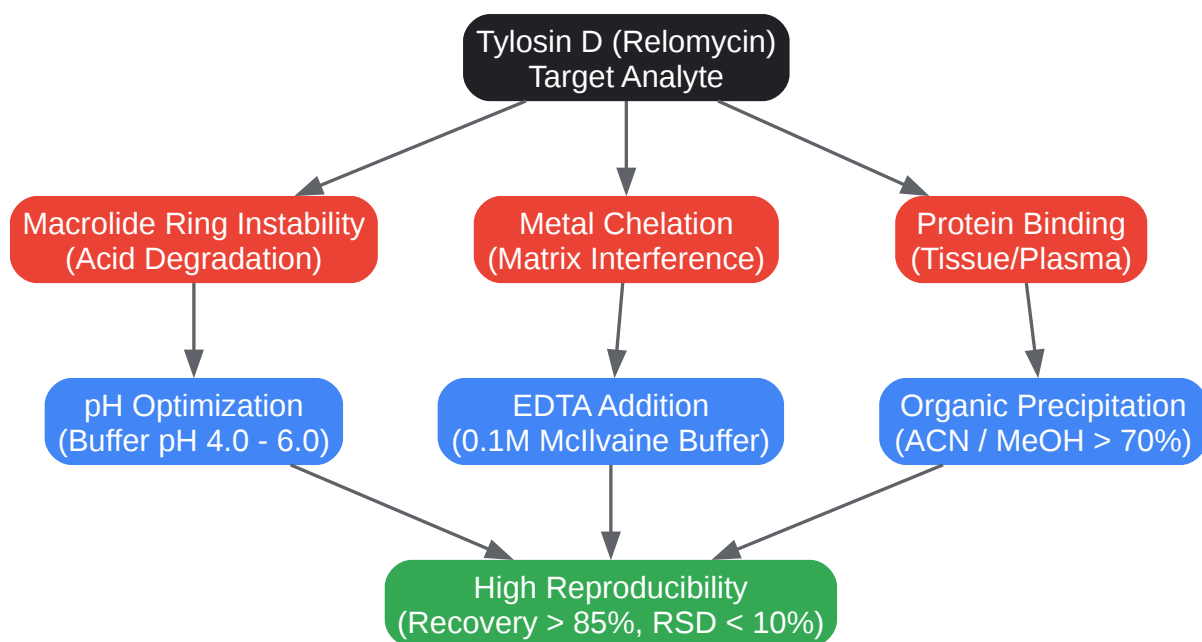 Tylosin D (Relomycin)
Target Analyte
Macrolide Ring Instability
(Acid Degradation)
Metal Chelation
(Matrix Interference)
Protein Binding
(Tissue/Plasma)
pH Optimization
(Buffer pH 4.0 - 6.0)
EDTA Addition
(0.1M McIlvaine Buffer)
Organic Precipitation
(ACN / MeOH > 70%)
High Reproducibility
(Recovery > 85%, RSD < 10%)